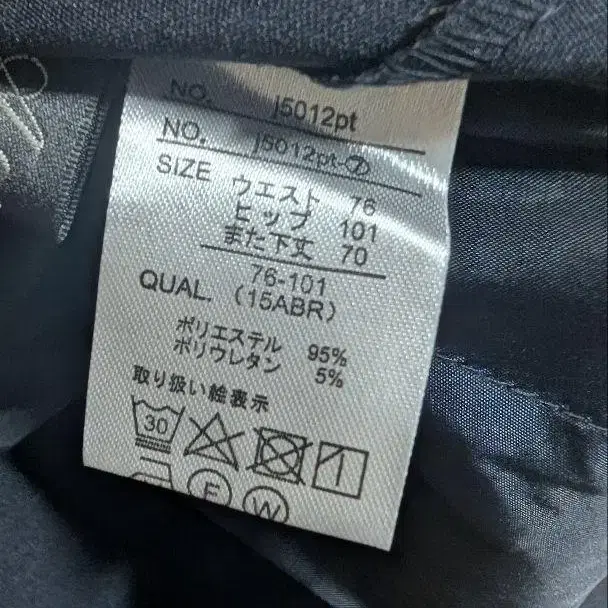 NO. j5012pt
NO. j5012pt-⑦
SIZE ウエスト 76
ヒップ 101
また下丈 70
76-101
QUAL. (15ABR)
ポリエステル 95%
ポリウレタン 5%
取り扱い絵表示
30
F W